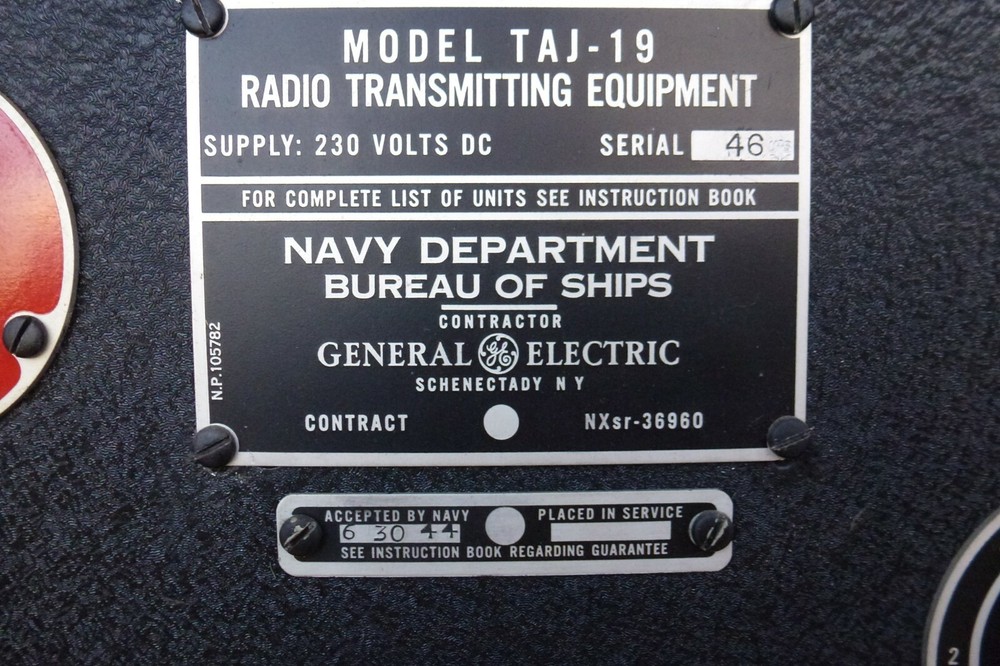 MODEL TAJ-19
RADIO TRANSMITTING EQUIPMENT
SUPPLY: 230 VOLTS DC SERIAL 46
FOR COMPLETE LIST OF UNITS SEE INSTRUCTION BOOK
NAVY DEPARTMENT
BUREAU OF SHIPS
CONTRACTOR
GENERAL GE ELECTRIC
SCHENECTADY N Y
N.P.105782
CONTRACT NXsr-36960
ACCEPTED BY NAVY PLACED IN SERVICE
6 30 44
SEE INSTRUCTION BOOK REGARDING GUARANTEE
2